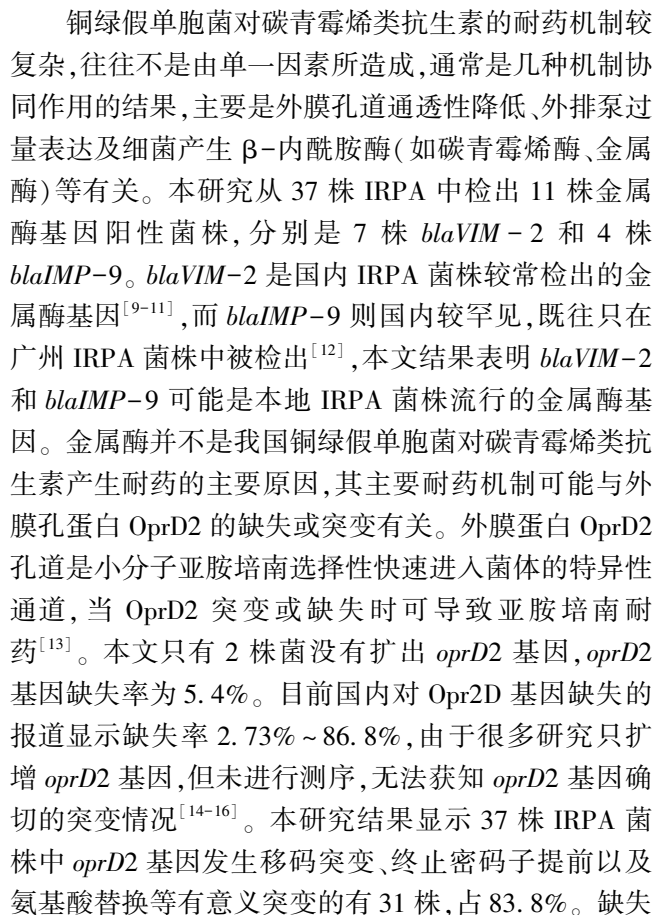 铜绿假单胞菌对碳青霉烯类抗生素的耐药机制较
复杂,往往不是由单一因素所造成,通常是几种机制协
同作用的结果,主要是外膜孔道通透性降低、外排泵过
量表达及细菌产生 β-内酰胺酶(如碳青霉烯酶、金属
酶)等有关。本研究从 37 株 IRPA 中检出 11 株金属
酶基因阳性菌株,分别是 7 株 blaVIM-2 和 4 株
blaIMP-9。blaVIM-2 是国内 IRPA 菌株较常检出的金
属酶基因[9-11],而 blaIMP-9 则国内较罕见,既往只在
广州 IRPA 菌株中被检出[12],本文结果表明 blaVIM-2
和 blaIMP-9 可能是本地 IRPA 菌株流行的金属酶基
因。金属酶并不是我国铜绿假单胞菌对碳青霉烯类抗
生素产生耐药的主要原因,其主要耐药机制可能与外
膜孔蛋白 OprD2 的缺失或突变有关。外膜蛋白 OprD2
孔道是小分子亚胺培南选择性快速进入菌体的特异性
通道,当 OprD2 突变或缺失时可导致亚胺培南耐
药[13]。本文只有 2 株菌没有扩出 oprD2 基因,oprD2
基因缺失率为 5.4%。目前国内对 Opr2D 基因缺失的
报道显示缺失率 2.73%~86.8%,由于很多研究只扩
增 oprD2 基因,但未进行测序,无法获知 oprD2 基因确
切的突变情况[14-16]。本研究结果显示 37 株 IRPA 菌
株中 oprD2 基因发生移码突变、终止密码子提前以及
氨基酸替换等有意义突变的有 31 株,占 83.8%。缺失